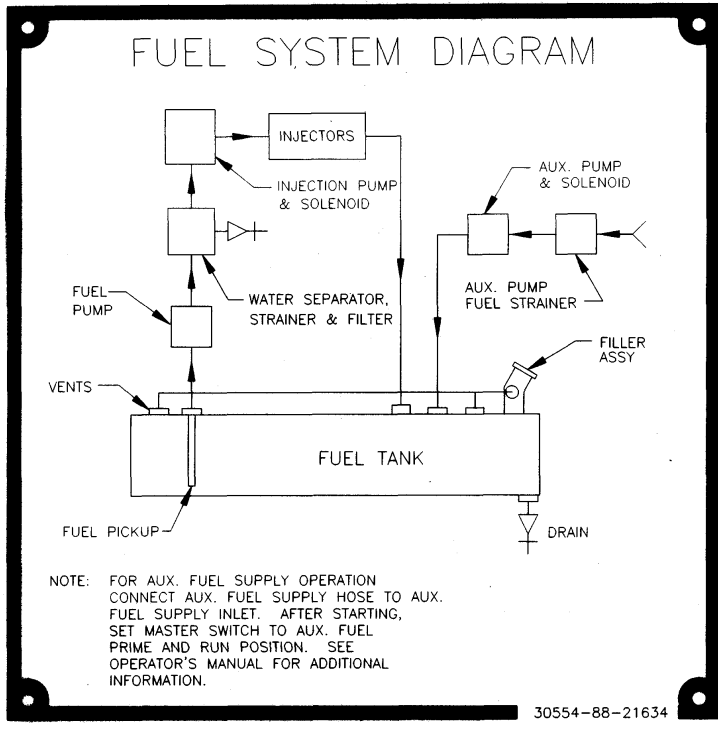 FUEL SYSTEM DIAGRAM
INJECTORS
INJECTION PUMP
& SOLENOID
AUX. PUMP
& SOLENOID
FUEL
PUMP
WATER SEPARATOR,
STRAINER & FILTER
AUX. PUMP
FUEL STRAINER
FILLER
ASSY
VENTS
FUEL TANK
FUEL PICKUP
DRAIN
NOTE: FOR AUX. FUEL SUPPLY OPERATION
CONNECT AUX. FUEL SUPPLY HOSE TO AUX.
FUEL SUPPLY INLET. AFTER STARTING,
SET MASTER SWITCH TO AUX. FUEL
PRIME AND RUN POSITION. SEE
OPERATOR'S MANUAL FOR ADDITIONAL
INFORMATION.
30554-88-21634